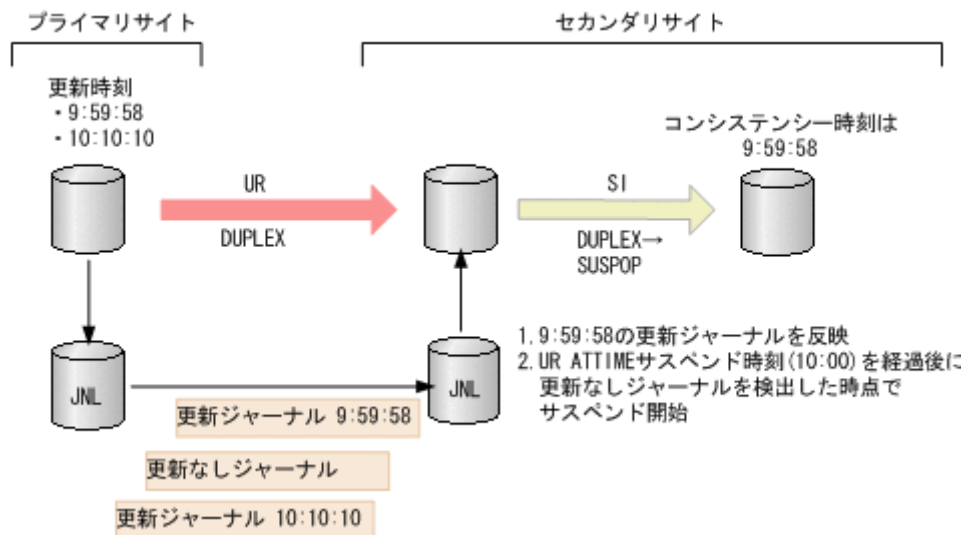 プライマリサイト
セカンダリサイト
更新時刻
・9:59:58
・10:10:10
コンシステンシー時刻は
9:59:58
UR
DUPLEX
SI
DUPLEX→
SUSPOP
JNL
JNL
1.9:59:58の更新ジャーナルを反映
2.UR ATTIMEサスペンド時刻(10:00)を経過後に
更新なしジャーナルを検出した時点で
サスペンド開始
更新ジャーナル 9:59:58
更新なしジャーナル
更新ジャーナル 10:10:10